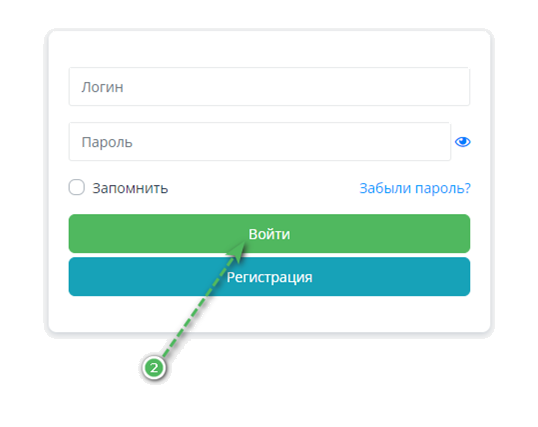 Логин
Пароль
Запомнить Забыли пароль?
Войти
Регистрация
2